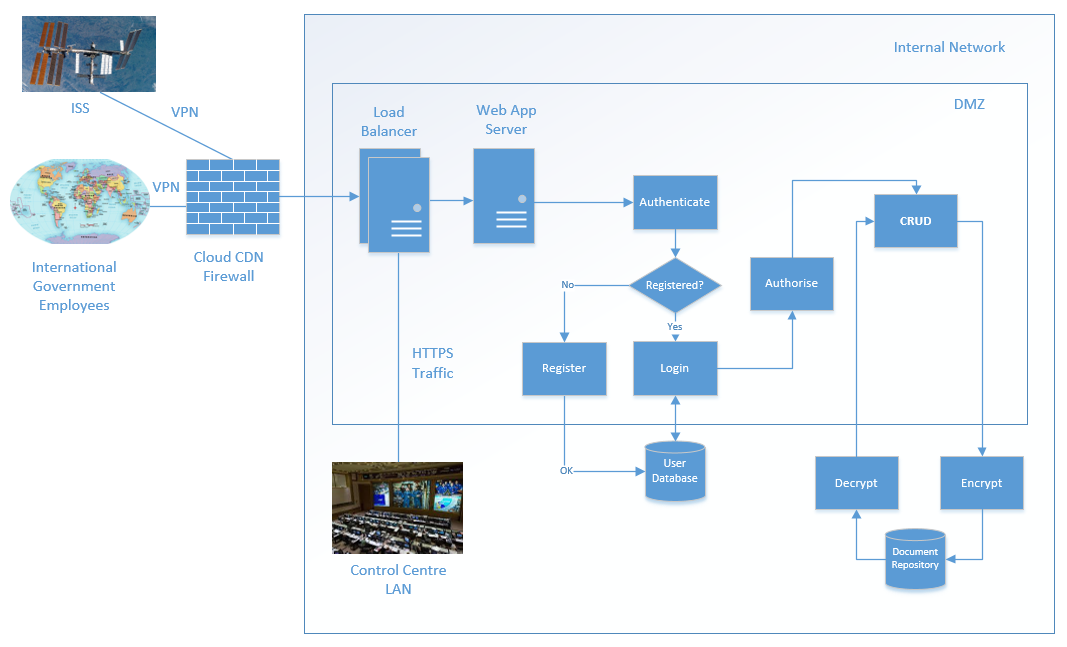 Internal Network
ISS
VPN
DMZ
Load
Balancer
Web App
Server
VPN
Authenticate
CRUD
Cloud CDN
Firewall
International
Government
Employees
No
Registered?
Authorise
Yes
HTTPS
Traffic
Register
Login
OK
User
Database
Decrypt
Encrypt
Document
Repository
Control Centre
LAN